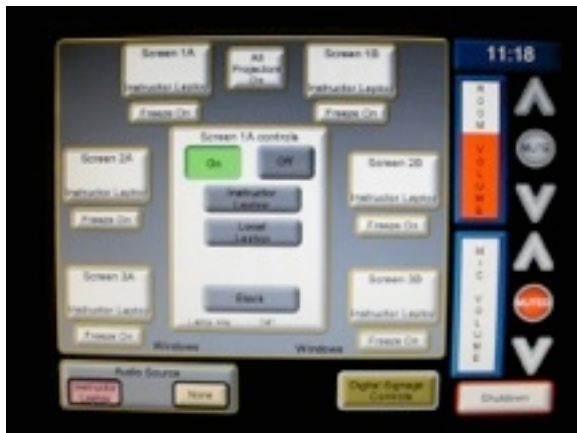 Screen 1A
Instructor Laptop
Freeze On
All
Projectors
On
Screen 1B
Instructor Laptop
Freeze On
11:18
Screen 1A controls
On
Off
Instructor
Laptop
Local
Laptop
Black
Screen 2A
Instructor Laptop
Freeze On
Screen 2B
Instructor Laptop
Freeze On
Screen 3A
Instructor Laptop
Freeze On
Screen 3B
Instructor Laptop
Freeze On
Windows
Windows
ROOM VOLUME
MUTE
MIC VOLUME
MUTED
Audio Source
Instructor
Laptop
None
Digital Signage
Controls
Shutdown